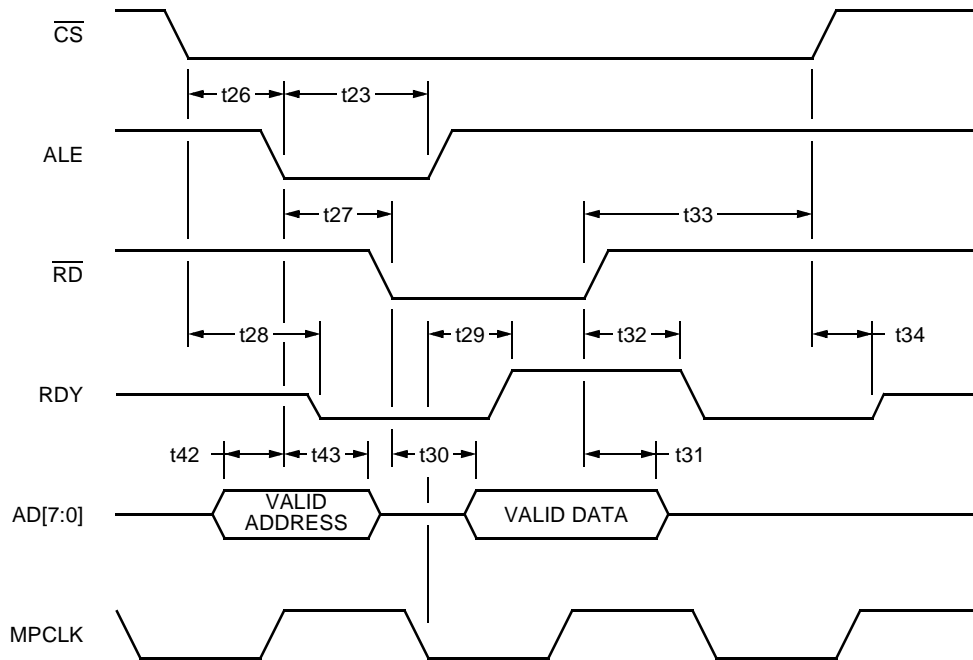 CS
t26
t23
ALE
t27
t33
RD
t28
t29
t32
t34
RDY
t42
t43
t30
t31
AD[7:0]
VALID
ADDRESS
VALID DATA
MPCLK